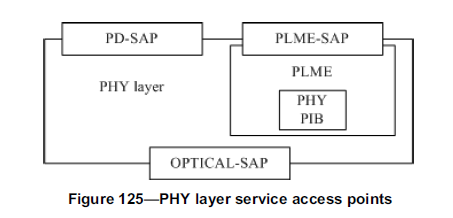 PD-SAP
PLME-SAP
PHY layer
PLME
PHY
PIB
OPTICAL-SAP
Figure 125—PHY layer service access points